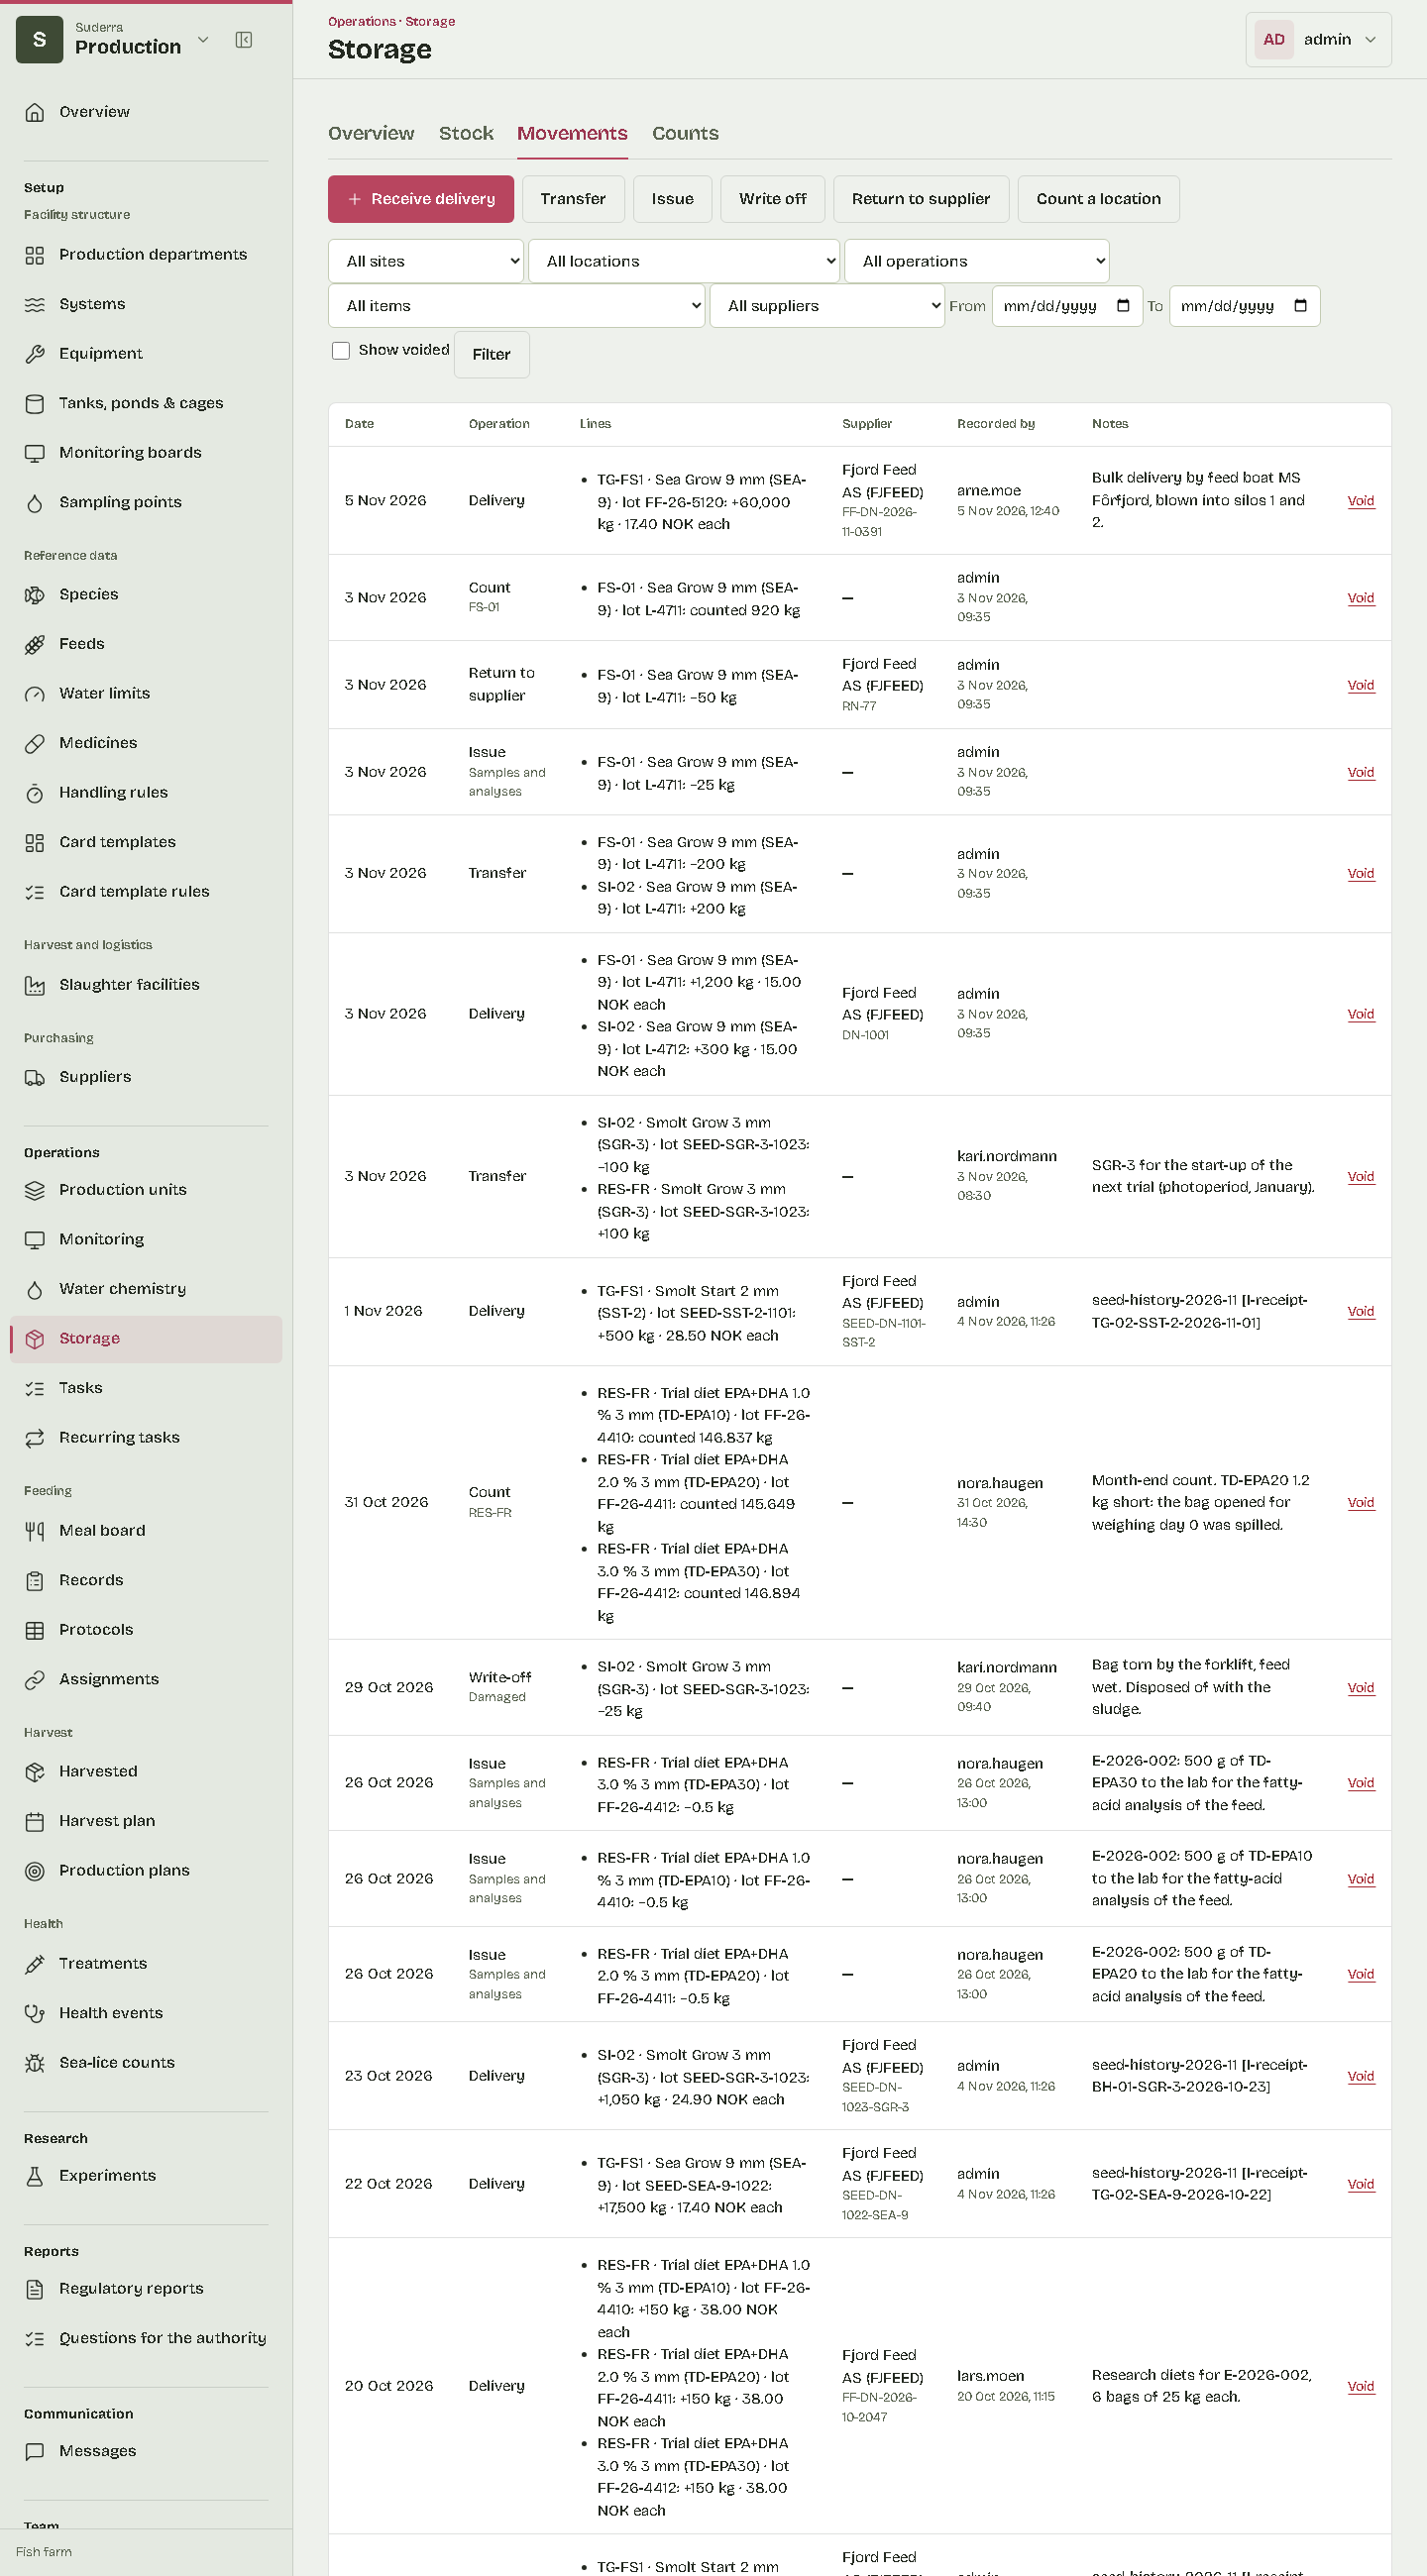 S
Suderra
Production
Overview
Setup
Facility structure
Production departments
Systems
Equipment
Tanks, ponds & cages
Monitoring boards
Sampling points
Reference data
Species
Feeds
Water limits
Medicines
Handling rules
Card templates
Card template rules
Harvest and logistics
Slaughter facilities
Purchasing
Suppliers
Operations
Production units
Monitoring
Water chemistry
Storage
Tasks
Recurring tasks
Feeding
Meal board
Records
Protocols
Assignments
Harvest
Harvested
Harvest plan
Production plans
Health
Treatments
Health events
Sea-lice counts
Research
Experiments
Reports
Regulatory reports
Questions for the authority
Communication
Messages
Team
Fish farm
Operations · Storage
Storage
AD admin
Overview Stock Movements Counts
+ Receive delivery Transfer Issue Write off Return to supplier Count a location
All sites All locations All operations
All items All suppliers From mm/dd/yyyy To mm/dd/yyyy
Show voided Filter
Date Operation Lines Supplier Recorded by Notes
5 Nov 2026
Delivery
• TG-FS1 · Sea Grow 9 mm (SEA-
9) · lot FF-26-5120: +60,000
kg · 17.40 NOK each
Fjord Feed
AS (FJFEED)
FF-DN-2026-
11-0391
arne.moe
5 Nov 2026, 12:40
Bulk delivery by feed boat MS
Fôrfjord, blown into silos 1 and
2.
Void
3 Nov 2026
Count
FS-01
• FS-01 · Sea Grow 9 mm (SEA-
9) · lot L-4711: counted 920 kg
—
admin
3 Nov 2026,
09:35
Void
3 Nov 2026
Return to
supplier
• FS-01 · Sea Grow 9 mm (SEA-
9) · lot L-4711: −50 kg
Fjord Feed
AS (FJFEED)
RN-77
admin
3 Nov 2026,
09:35
Void
3 Nov 2026
Issue
Samples and
analyses
• FS-01 · Sea Grow 9 mm (SEA-
9) · lot L-4711: −25 kg
—
admin
3 Nov 2026,
09:35
Void
3 Nov 2026
Transfer
• FS-01 · Sea Grow 9 mm (SEA-
9) · lot L-4711: −200 kg
• SI-02 · Sea Grow 9 mm (SEA-
9) · lot L-4711: +200 kg
—
admin
3 Nov 2026,
09:35
Void
3 Nov 2026
Delivery
• FS-01 · Sea Grow 9 mm (SEA-
9) · lot L-4711: +1,200 kg · 15.00
NOK each
• SI-02 · Sea Grow 9 mm (SEA-
9) · lot L-4712: +300 kg · 15.00
NOK each
Fjord Feed
AS (FJFEED)
DN-1001
admin
3 Nov 2026,
09:35
Void
3 Nov 2026
Transfer
• SI-02 · Smolt Grow 3 mm
(SGR-3) · lot SEED-SGR-3-1023:
−100 kg
• RES-FR · Smolt Grow 3 mm
(SGR-3) · lot SEED-SGR-3-1023:
+100 kg
—
kari.nordmann
3 Nov 2026,
08:30
SGR-3 for the start-up of the
next trial (photoperiod, January).
Void
1 Nov 2026
Delivery
• TG-FS1 · Smolt Start 2 mm
(SST-2) · lot SEED-SST-2-1101:
+500 kg · 28.50 NOK each
Fjord Feed
AS (FJFEED)
SEED-DN-1101-
SST-2
admin
4 Nov 2026, 11:26
seed-history-2026-11 [I-receipt-
TG-02-SST-2-2026-11-01]
Void
31 Oct 2026
Count
RES-FR
• RES-FR · Trial diet EPA+DHA 1.0
% 3 mm (TD-EPA10) · lot FF-26-
4410: counted 146.837 kg
• RES-FR · Trial diet EPA+DHA
2.0 % 3 mm (TD-EPA20) · lot
FF-26-4411: counted 145.649
kg
• RES-FR · Trial diet EPA+DHA
3.0 % 3 mm (TD-EPA30) · lot
FF-26-4412: counted 146.894
kg
—
nora.haugen
31 Oct 2026,
14:30
Month-end count. TD-EPA20 1.2
kg short: the bag opened for
weighing day 0 was spilled.
Void
29 Oct 2026
Write-off
Damaged
• SI-02 · Smolt Grow 3 mm
(SGR-3) · lot SEED-SGR-3-1023:
−25 kg
—
kari.nordmann
29 Oct 2026,
09:40
Bag torn by the forklift, feed
wet. Disposed of with the
sludge.
Void
26 Oct 2026
Issue
Samples and
analyses
• RES-FR · Trial diet EPA+DHA
3.0 % 3 mm (TD-EPA30) · lot
FF-26-4412: −0.5 kg
—
nora.haugen
26 Oct 2026,
13:00
E-2026-002: 500 g of TD-
EPA30 to the lab for the fatty-
acid analysis of the feed.
Void
26 Oct 2026
Issue
Samples and
analyses
• RES-FR · Trial diet EPA+DHA 1.0
% 3 mm (TD-EPA10) · lot FF-26-
4410: −0.5 kg
—
nora.haugen
26 Oct 2026,
13:00
E-2026-002: 500 g of TD-EPA10
to the lab for the fatty-acid
analysis of the feed.
Void
26 Oct 2026
Issue
Samples and
analyses
• RES-FR · Trial diet EPA+DHA
2.0 % 3 mm (TD-EPA20) · lot
FF-26-4411: −0.5 kg
—
nora.haugen
26 Oct 2026,
13:00
E-2026-002: 500 g of TD-
EPA20 to the lab for the fatty-
acid analysis of the feed.
Void
23 Oct 2026
Delivery
• SI-02 · Smolt Grow 3 mm
(SGR-3) · lot SEED-SGR-3-1023:
+1,050 kg · 24.90 NOK each
Fjord Feed
AS (FJFEED)
SEED-DN-
1023-SGR-3
admin
4 Nov 2026, 11:26
seed-history-2026-11 [I-receipt-
BH-01-SGR-3-2026-10-23]
Void
22 Oct 2026
Delivery
• TG-FS1 · Sea Grow 9 mm (SEA-
9) · lot SEED-SEA-9-1022:
+17,500 kg · 17.40 NOK each
Fjord Feed
AS (FJFEED)
SEED-DN-
1022-SEA-9
admin
4 Nov 2026, 11:26
seed-history-2026-11 [I-receipt-
TG-02-SEA-9-2026-10-22]
Void
20 Oct 2026
Delivery
• RES-FR · Trial diet EPA+DHA 1.0
% 3 mm (TD-EPA10) · lot FF-26-
4410: +150 kg · 38.00 NOK
each
• RES-FR · Trial diet EPA+DHA
2.0 % 3 mm (TD-EPA20) · lot
FF-26-4411: +150 kg · 38.00
NOK each
• RES-FR · Trial diet EPA+DHA
3.0 % 3 mm (TD-EPA30) · lot
FF-26-4412: +150 kg · 38.00
NOK each
Fjord Feed
AS (FJFEED)
FF-DN-2026-
10-2047
lars.moen
20 Oct 2026, 11:15
Research diets for E-2026-002,
6 bags of 25 kg each.
Void
• TG-FS1 · Smolt Start 2 mm
Fjord Feed